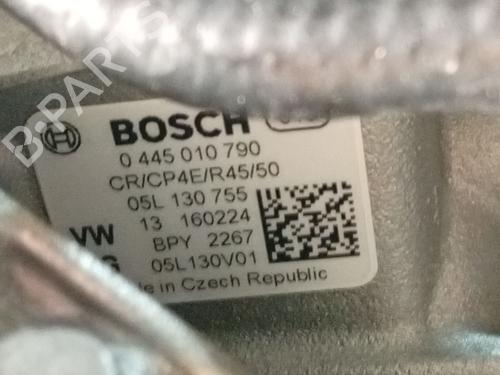 B-PARTS
BOSCH
0 445 010 790
CR/CP4E/R45/50
05L 130 755
VW 13 160224
BPY 2267
G 05L130V01
in Czech Republic